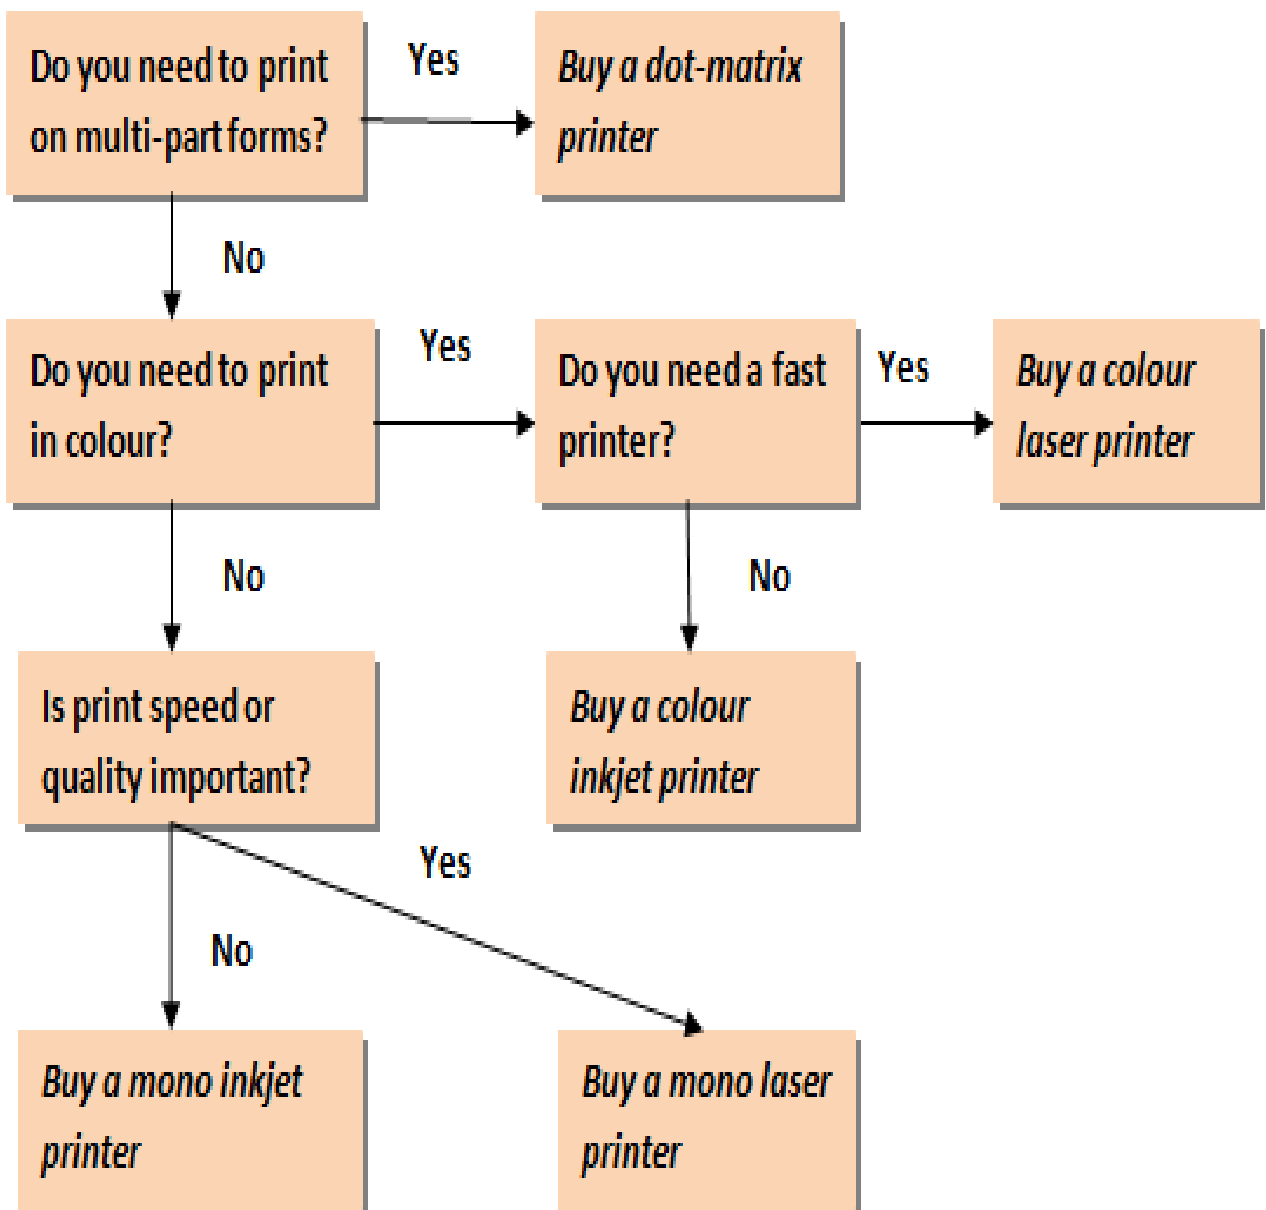 Do you need to print
on multi-part forms?
Yes
Buy a dot-matrix
printer
No
Do you need to print
in colour?
Yes
Do you need a fast
printer?
Yes
Buy a colour
laser printer
No
No
Is print speed or
quality important?
Buy a colour
inkjet printer
Yes
No
Buy a mono inkjet
printer
Buy a mono laser
printer